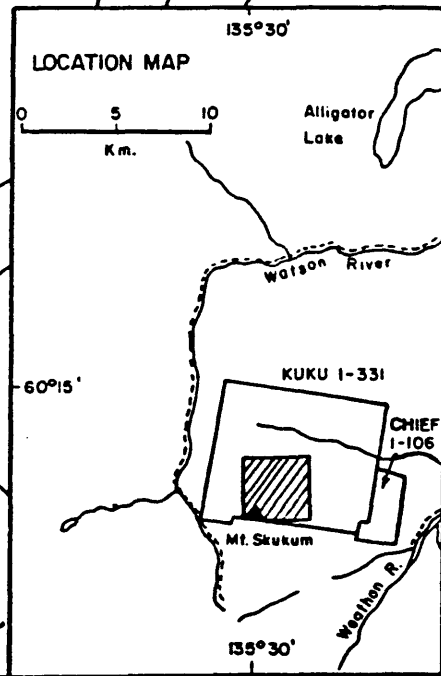 135°30'
LOCATION MAP
0 5 10
Km.
Alligator
Lake
Watson River
60°15'
KUKU 1-331
CHIEF
1-106
Mt. Skukum
Weathon R.
135°30'